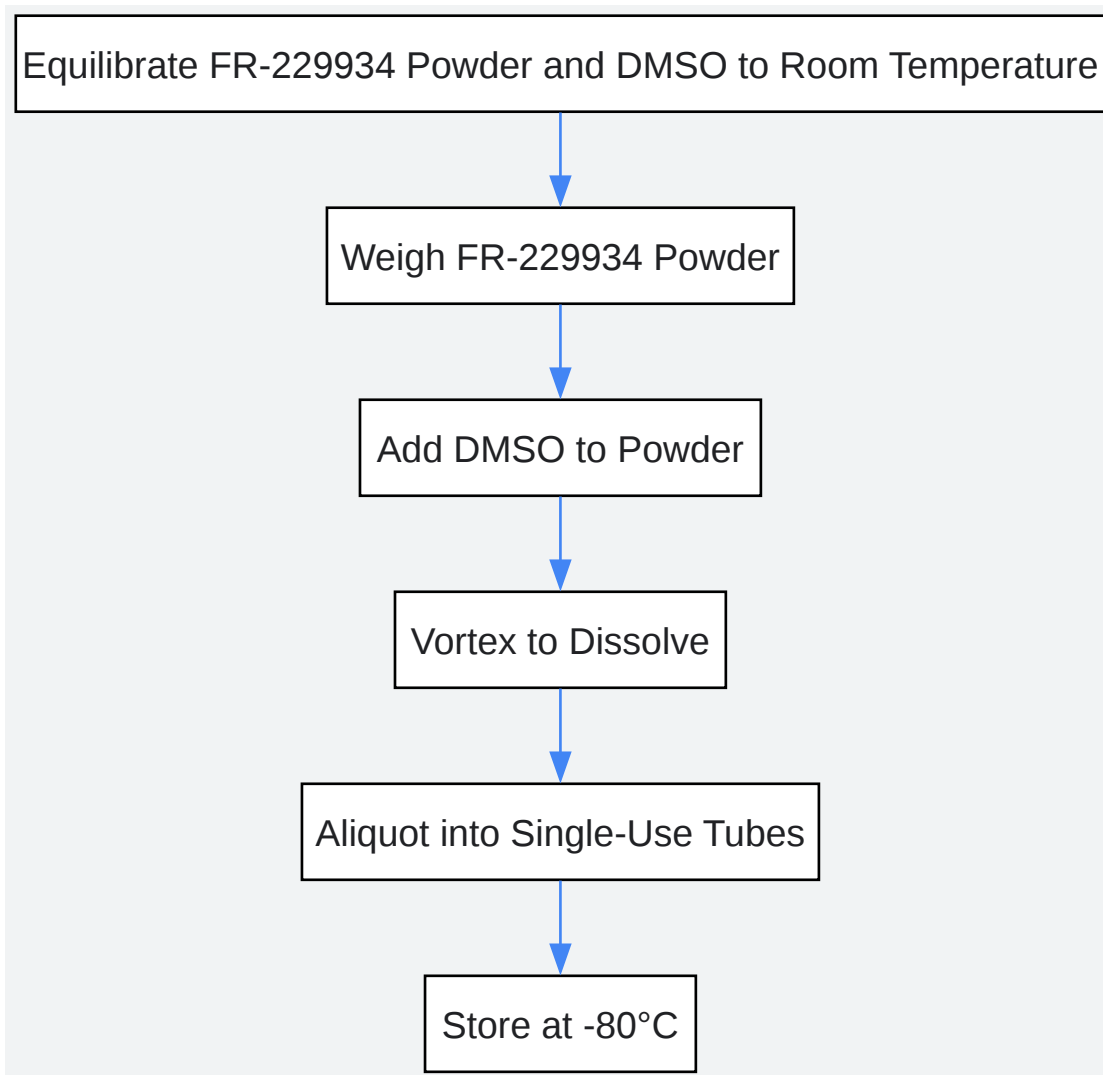 Equilibrate FR-229934 Powder and DMSO to Room Temperature
Weigh FR-229934 Powder
Add DMSO to Powder
Vortex to Dissolve
Aliquot into Single-Use Tubes
Store at -80°C